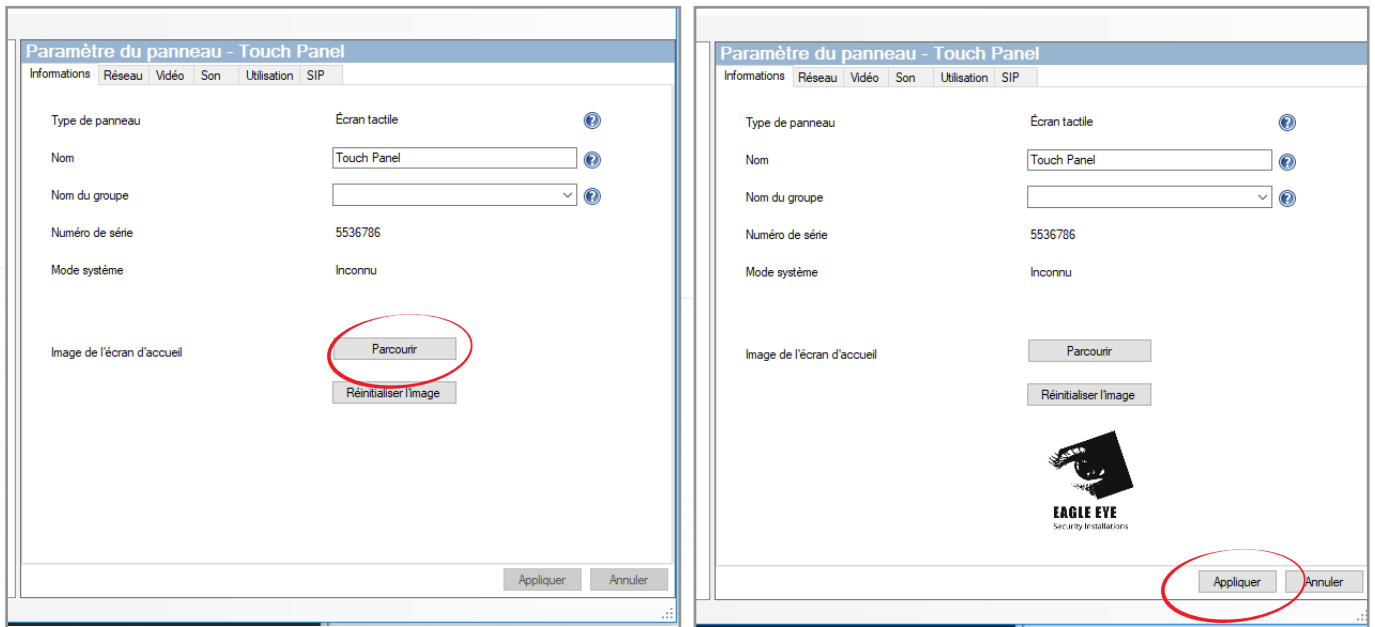 Paramètre du panneau - Touch Panel
Informations Réseau Vidéo Son Utilisation SIP
Type de panneau Écran tactile
Nom Touch Panel
Nom du groupe
Numéro de série 5536786
Mode système Inconnu
Image de l'écran d'accueil Parcourir
Réinitialiser l'image
Appliquer Annuler
Paramètre du panneau - Touch Panel
Informations Réseau Vidéo Son Utilisation SIP
Type de panneau Écran tactile
Nom Touch Panel
Nom du groupe
Numéro de série 5536786
Mode système Inconnu
Image de l'écran d'accueil Parcourir
Réinitialiser l'image
EAGLE EYE
Security Installations
Appliquer Annuler